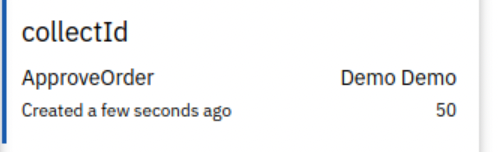 collectId
ApproveOrder Demo Demo
Created a few seconds ago 50